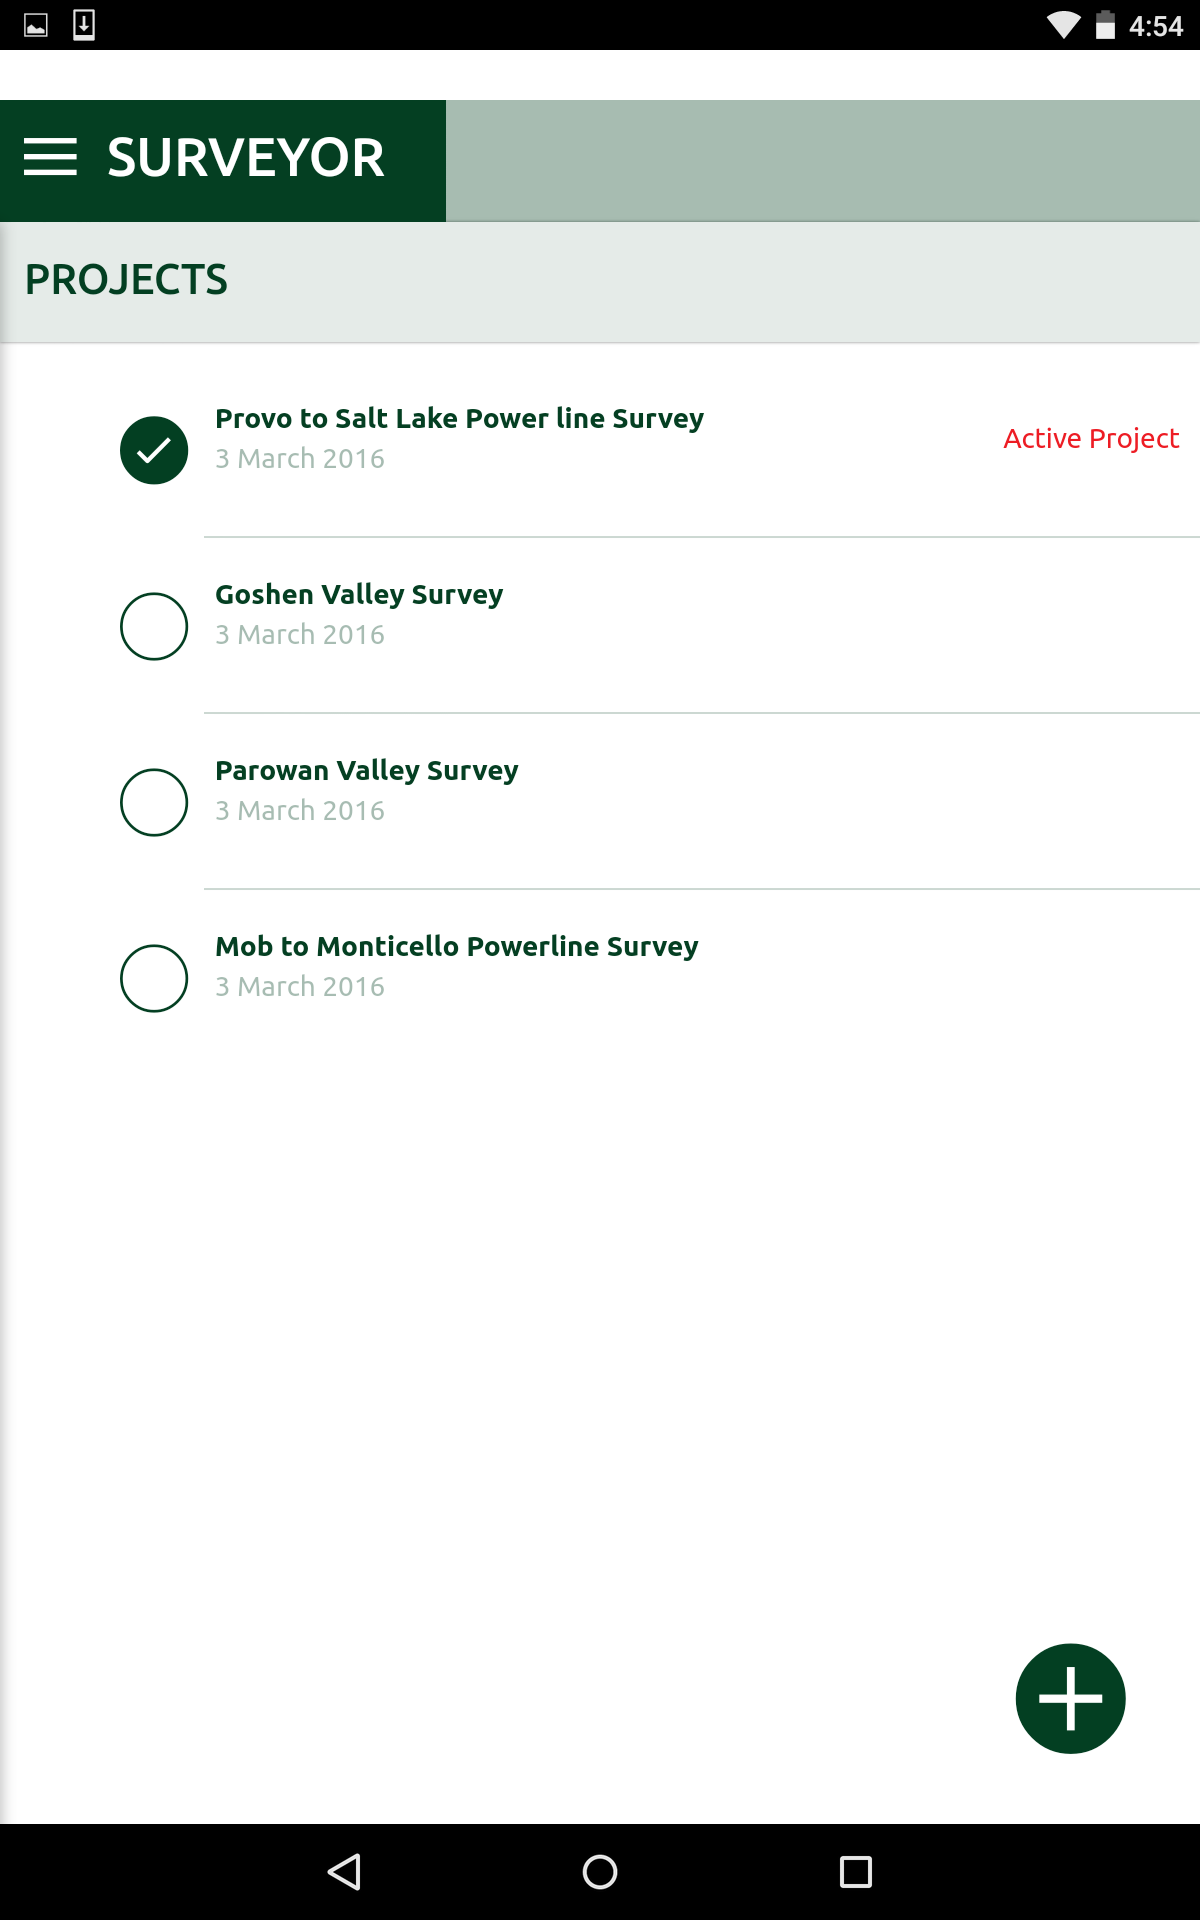 4:54
SURVEYOR
PROJECTS
Provo to Salt Lake Power line Survey
3 March 2016
Active Project
Goshen Valley Survey
3 March 2016
Parowan Valley Survey
3 March 2016
Mob to Monticello Powerline Survey
3 March 2016